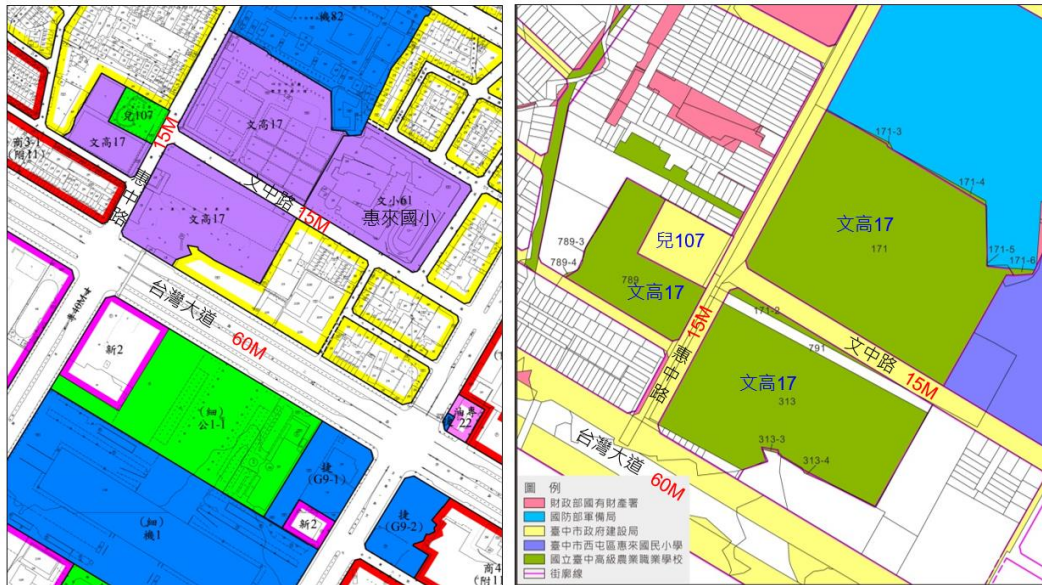 機82
兒107
文高17
15M
文高17
商3-1
(附11)
惠中路
文中路
15M
文小61
惠來國小
文高17
台灣大道
60M
新2
(細)
公1-1
油專
22
捷
(G9-1)
新2
(細)
機1
捷
(G9-2)
商4
171-3
171-4
文高17
171
171-5
171-6
兒107
789-3
789-4
789
文高17
171-2
15M
惠中路
791
文中路
15M
文高17
313
313-3
313-4
台灣大道
60M
圖 例
財政部國有財產署
國防部軍備局
臺中市政府建設局
臺中市西屯區惠來國民小學
國立臺中高級農業職業學校
街廓線